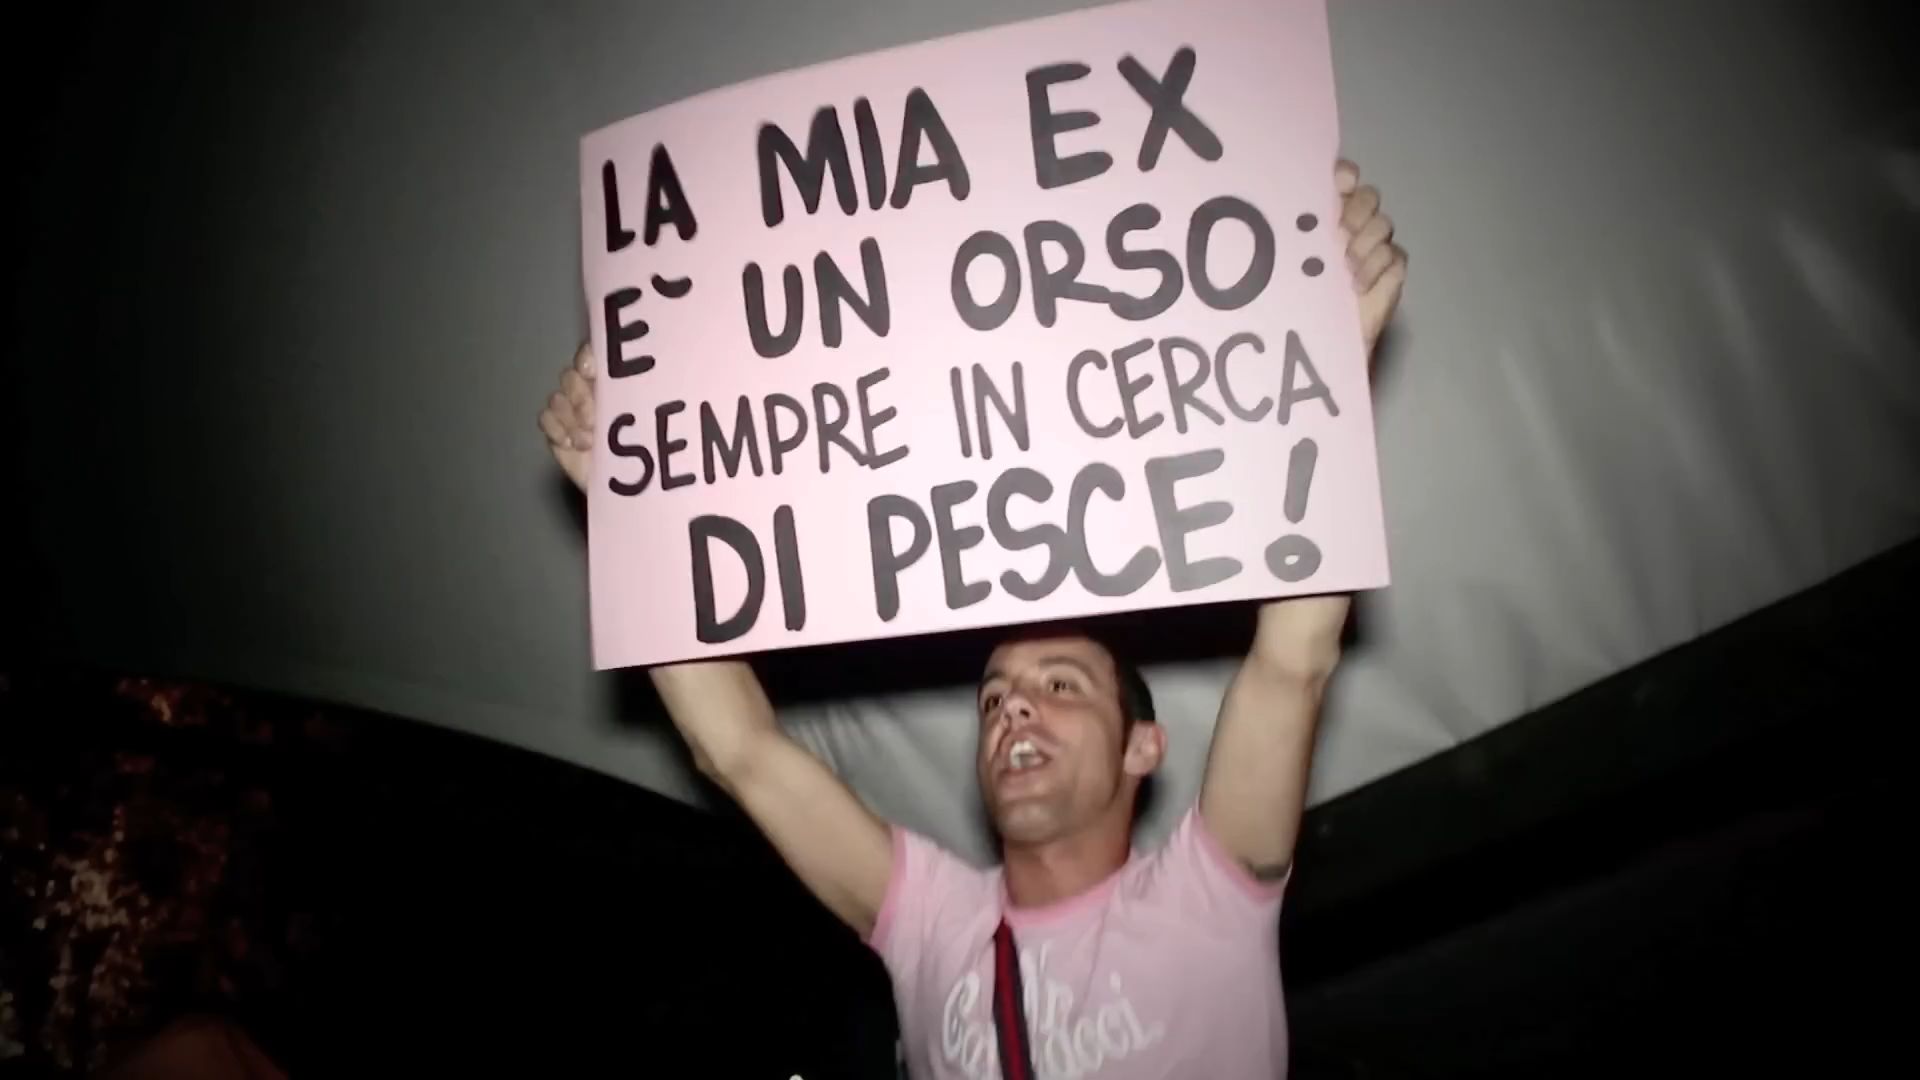 LA MIA EX
E` UN ORSO:
SEMPRE IN CERCA
DI PESCE!